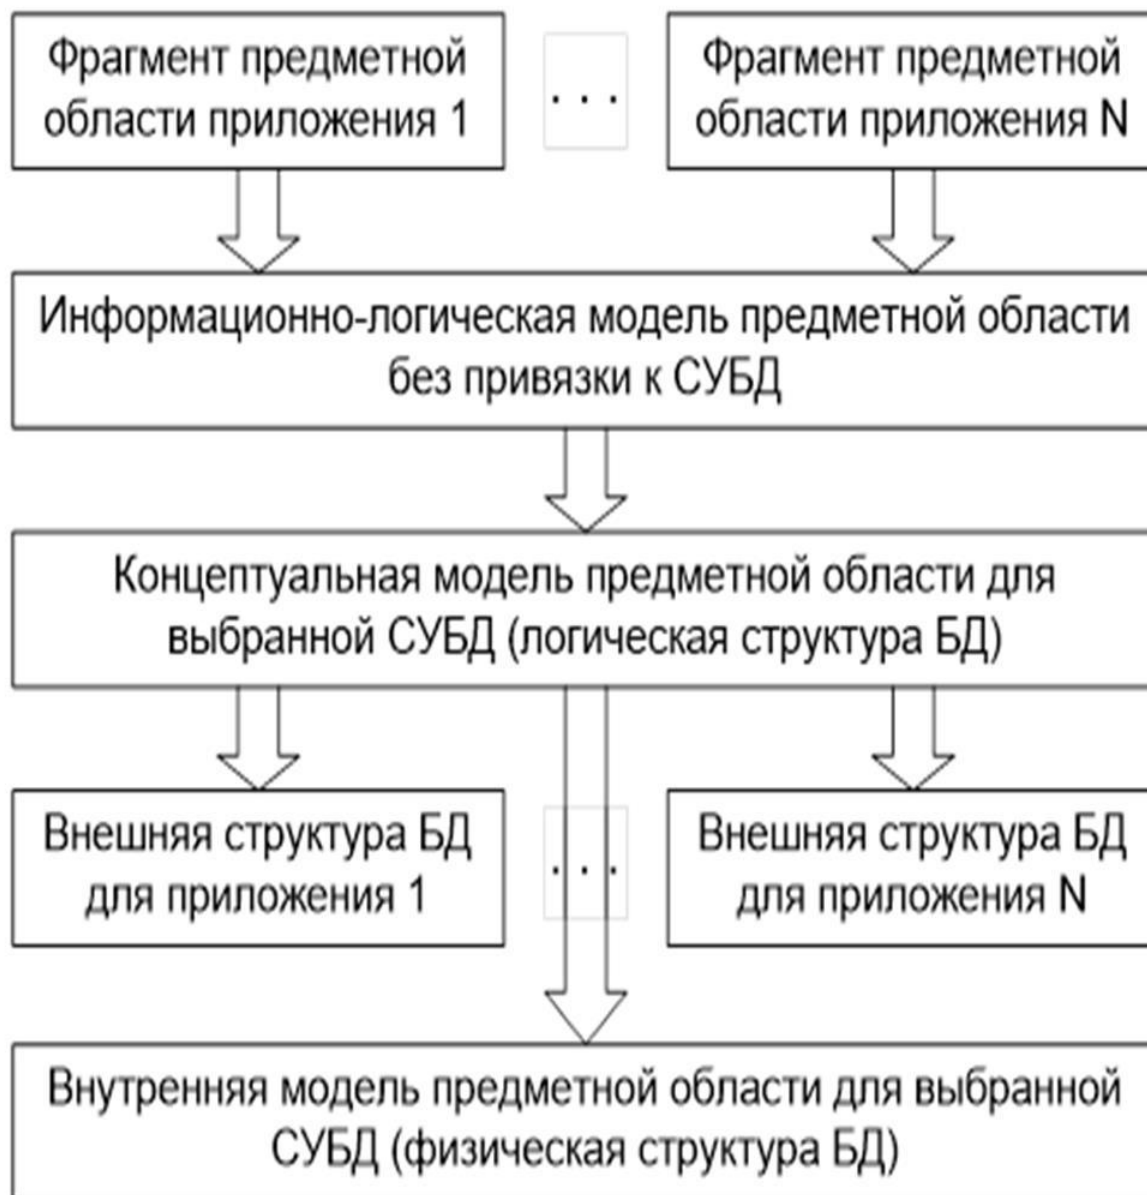 Фрагмент предметной
области приложения 1
. . .
Фрагмент предметной
области приложения N
Информационно-логическая модель предметной области
без привязки к СУБД
Концептуальная модель предметной области для
выбранной СУБД (логическая структура БД)
Внешняя структура БД
для приложения 1
. . .
Внешняя структура БД
для приложения N
Внутренняя модель предметной области для выбранной
СУБД (физическая структура БД)